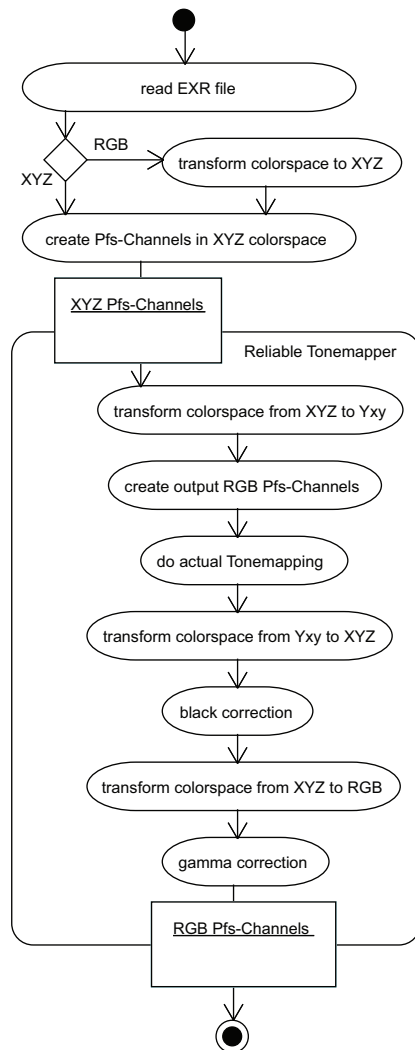 read EXR file
RGB
transform colorspace to XYZ
XYZ
create Pfs-Channels in XYZ colorspace
XYZ Pfs-Channels
Reliable Tonemapper
transform colorspace from XYZ to Yxy
create output RGB Pfs-Channels
do actual Tonemapping
transform colorspace from Yxy to XYZ
black correction
transform colorspace from XYZ to RGB
gamma correction
RGB Pfs-Channels